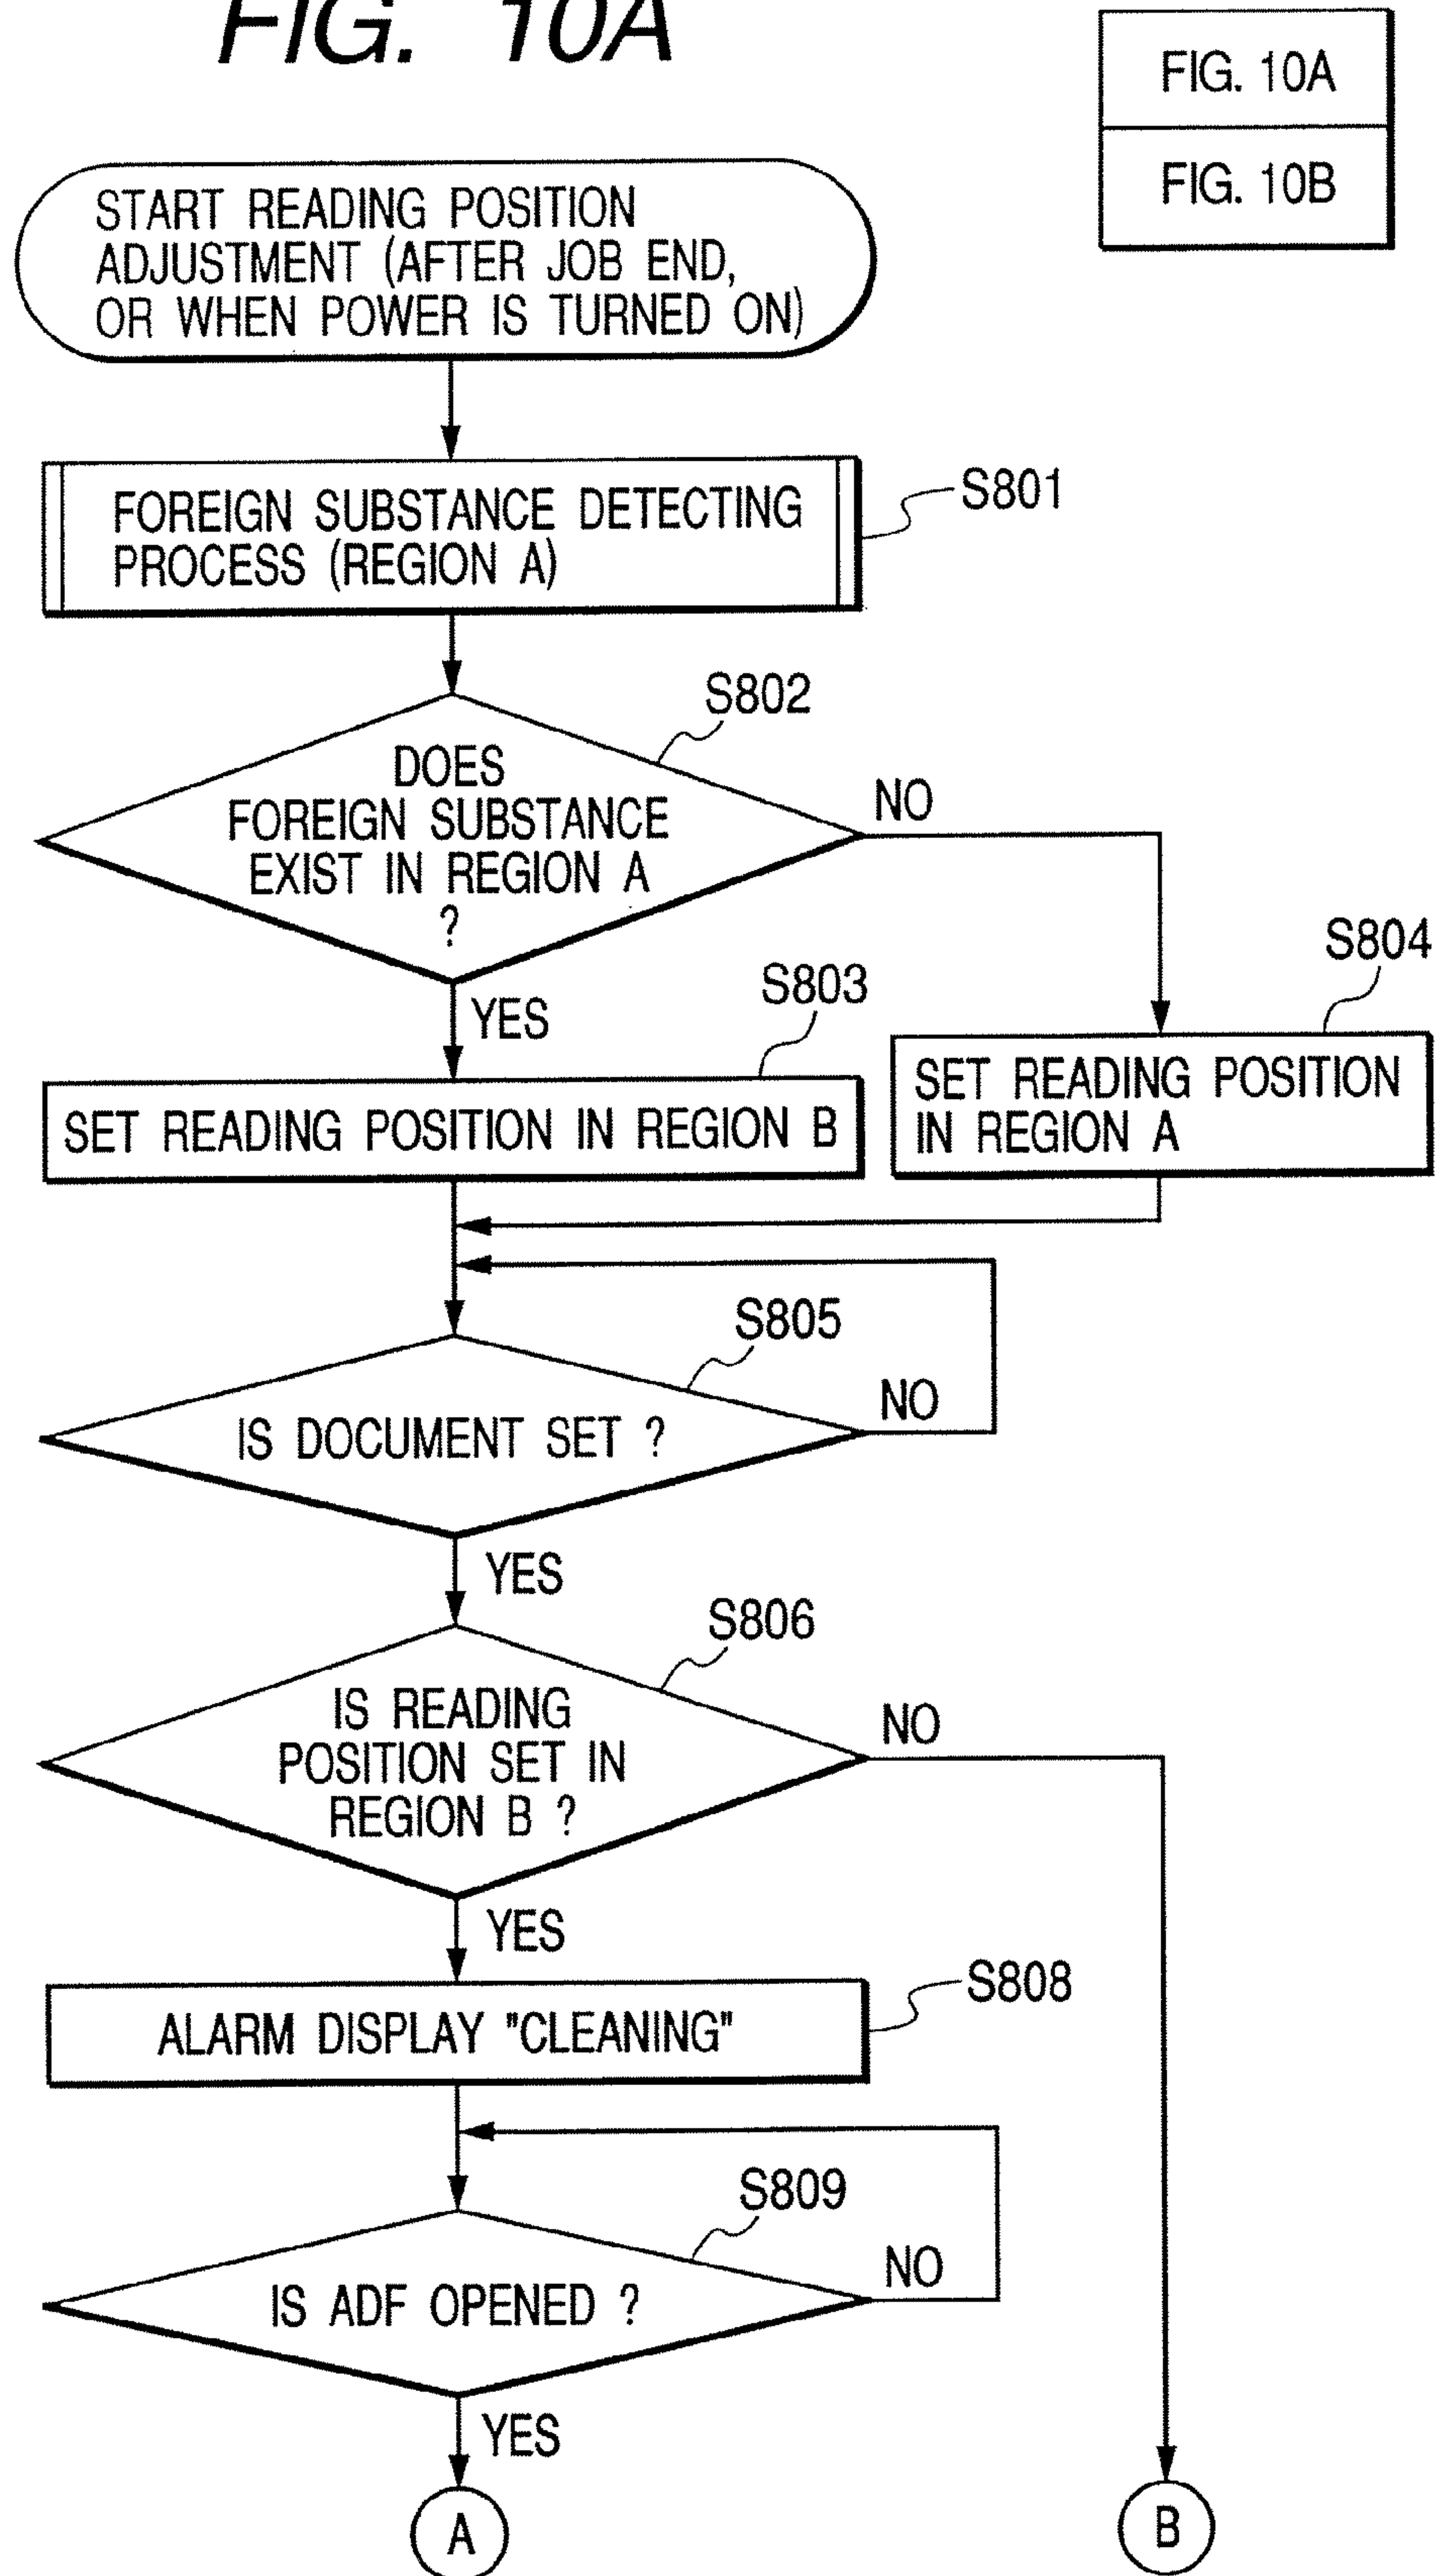 FIG. 10A
FIG. 10A
FIG. 10B
START READING POSITION
ADJUSTMENT (AFTER JOB END,
OR WHEN POWER IS TURNED ON)
FOREIGN SUBSTANCE DETECTING
PROCESS (REGION A)
S801
S802
DOES
FOREIGN SUBSTANCE
EXIST IN REGION A
?
NO
YES
S803
S804
SET READING POSITION IN REGION B
SET READING POSITION
IN REGION A
S805
IS DOCUMENT SET ?
NO
YES
S806
IS READING
POSITION SET IN
REGION B ?
NO
YES
S808
ALARM DISPLAY "CLEANING"
S809
IS ADF OPENED ?
NO
YES
A
B